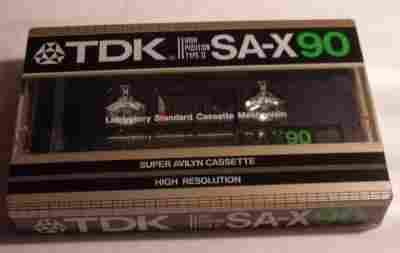 TDK HIGH POSITION TYPE II SA-X90
Laboratory Standard Cassette Mechanism
90
SUPER AVILYN CASSETTE
HIGH RESOLUTION
TDK SA-X90